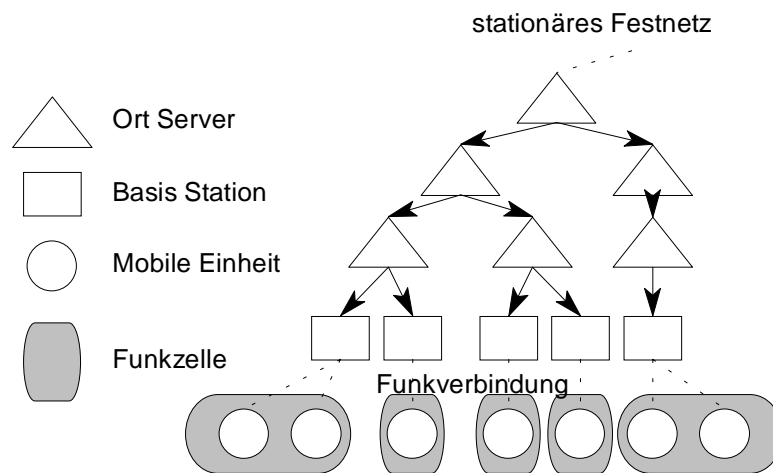 stationäres Festnetz
Ort Server
Basis Station
Mobile Einheit
Funkzelle
Funkverbindung